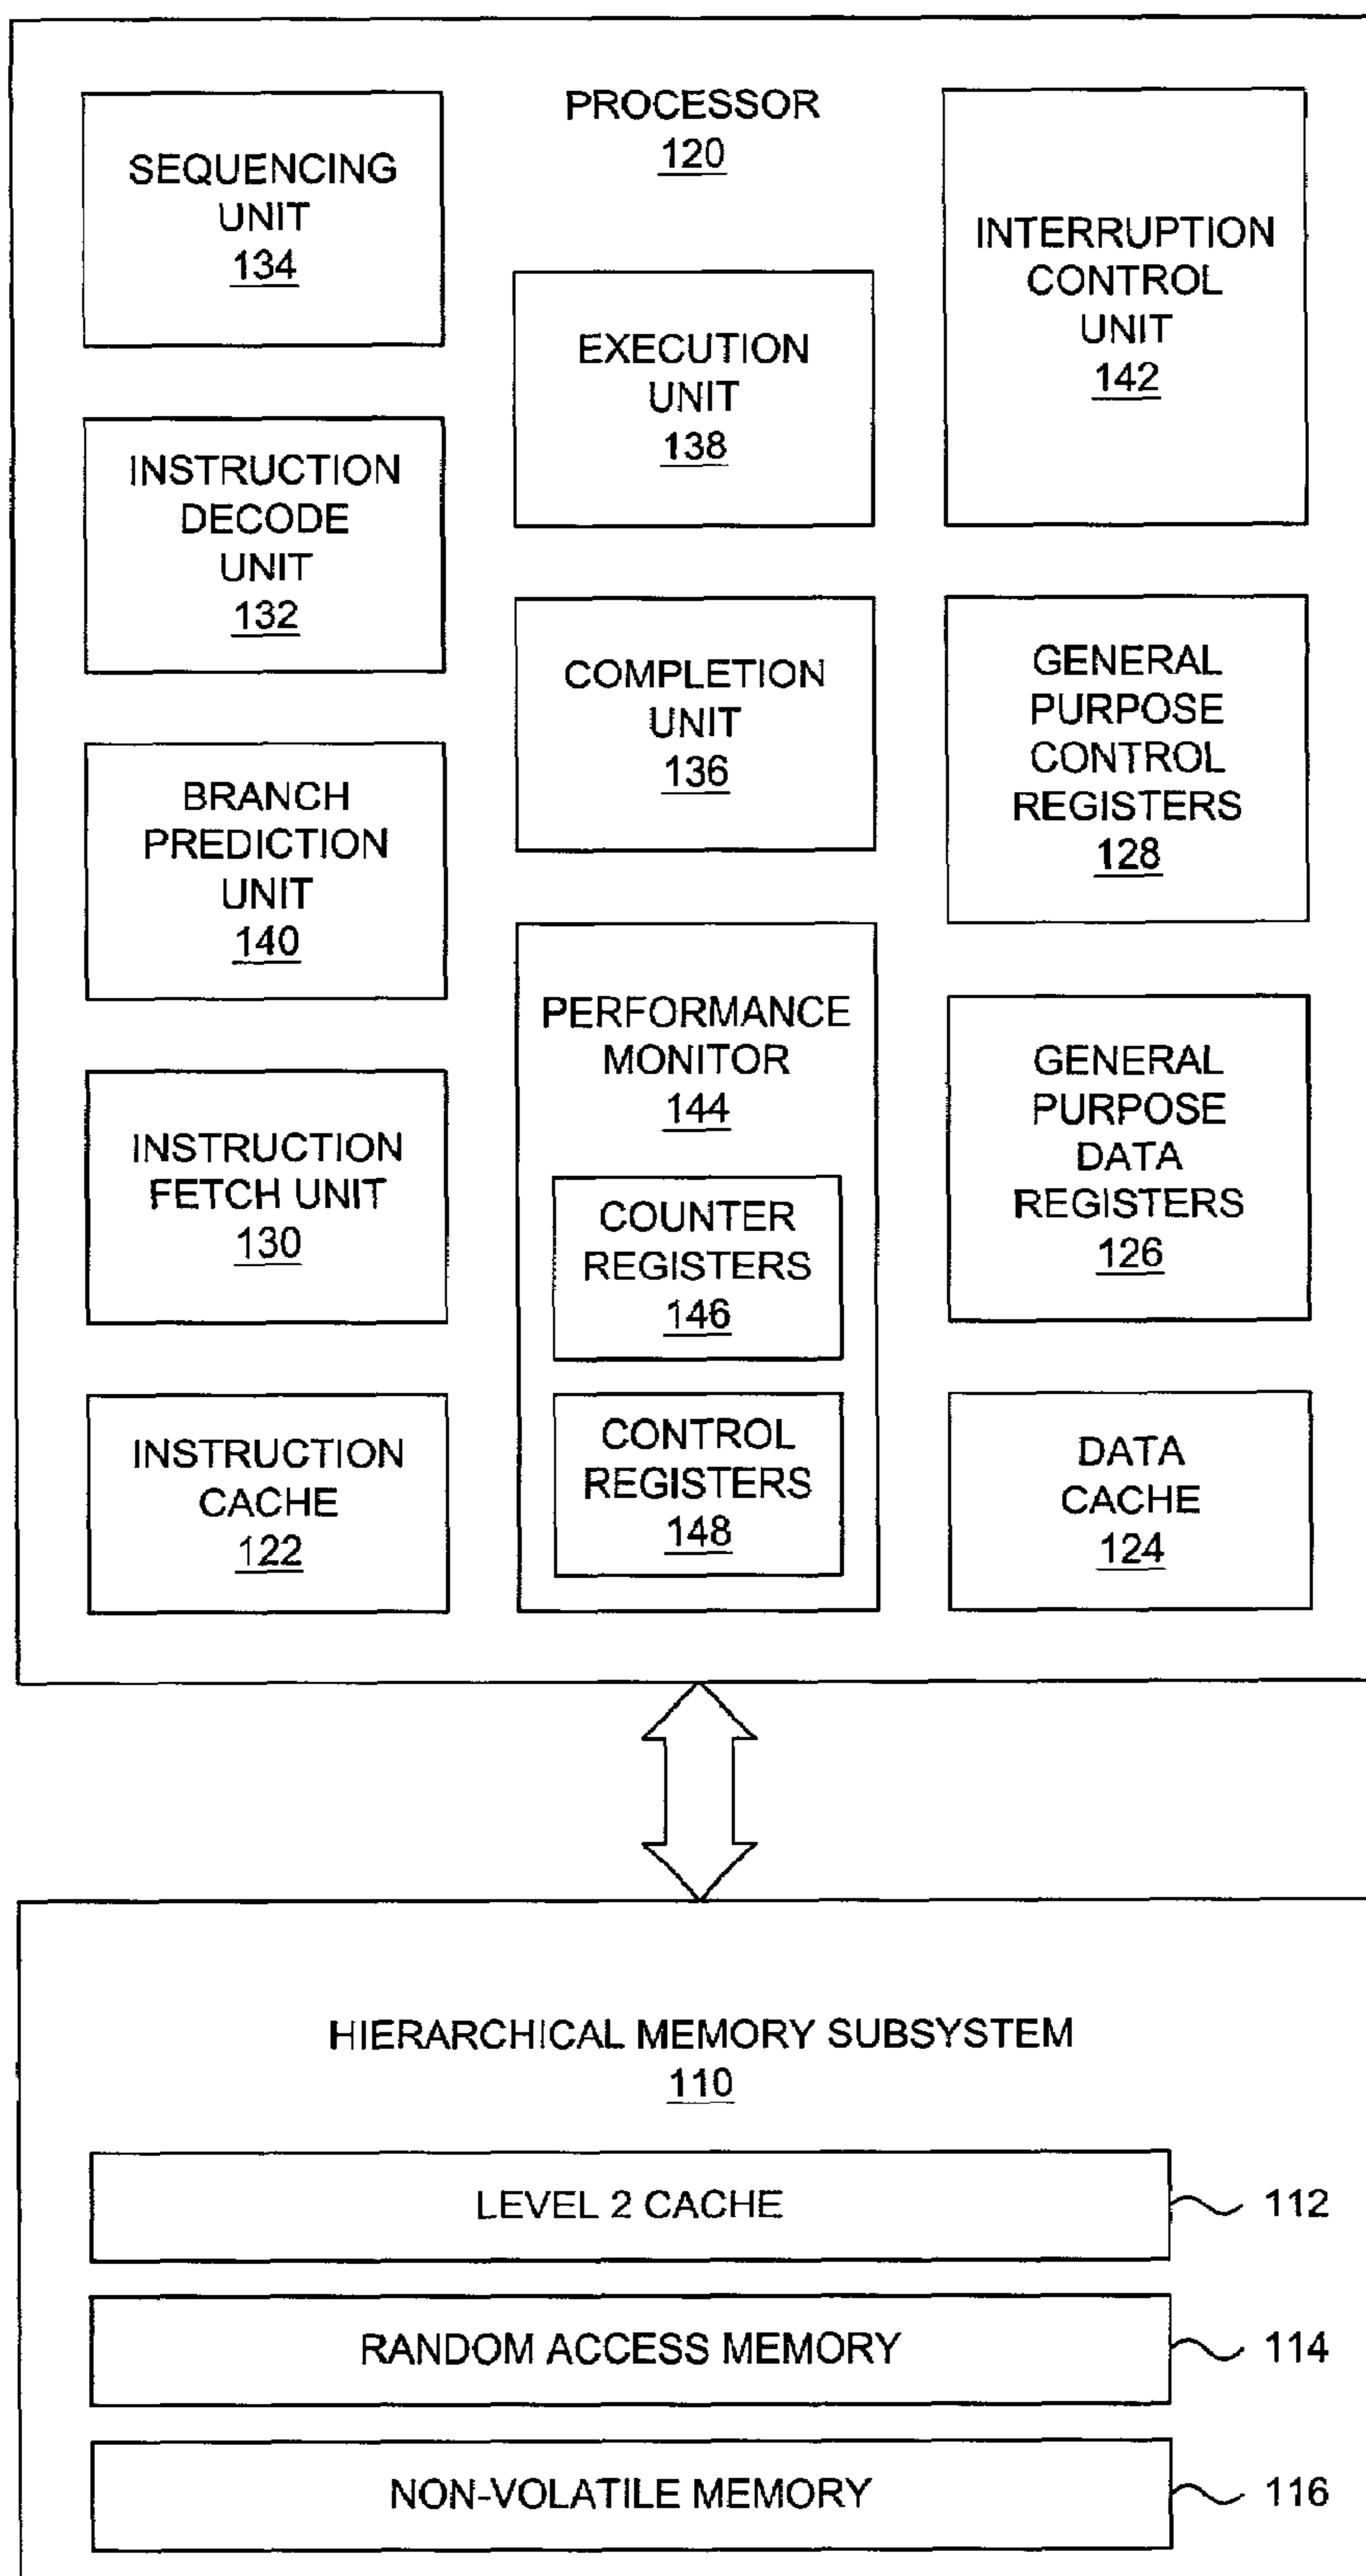 PROCESSOR
120
SEQUENCING
UNIT
134
INSTRUCTION
DECODE
UNIT
132
BRANCH
PREDICTION
UNIT
140
INSTRUCTION
FETCH UNIT
130
INSTRUCTION
CACHE
122
EXECUTION
UNIT
138
COMPLETION
UNIT
136
PERFORMANCE
MONITOR
144
COUNTER
REGISTERS
146
CONTROL
REGISTERS
148
INTERRUPTION
CONTROL
UNIT
142
GENERAL
PURPOSE
CONTROL
REGISTERS
128
GENERAL
PURPOSE
DATA
REGISTERS
126
DATA
CACHE
124
HIERARCHICAL MEMORY SUBSYSTEM
110
LEVEL 2 CACHE 112
RANDOM ACCESS MEMORY 114
NON-VOLATILE MEMORY 116